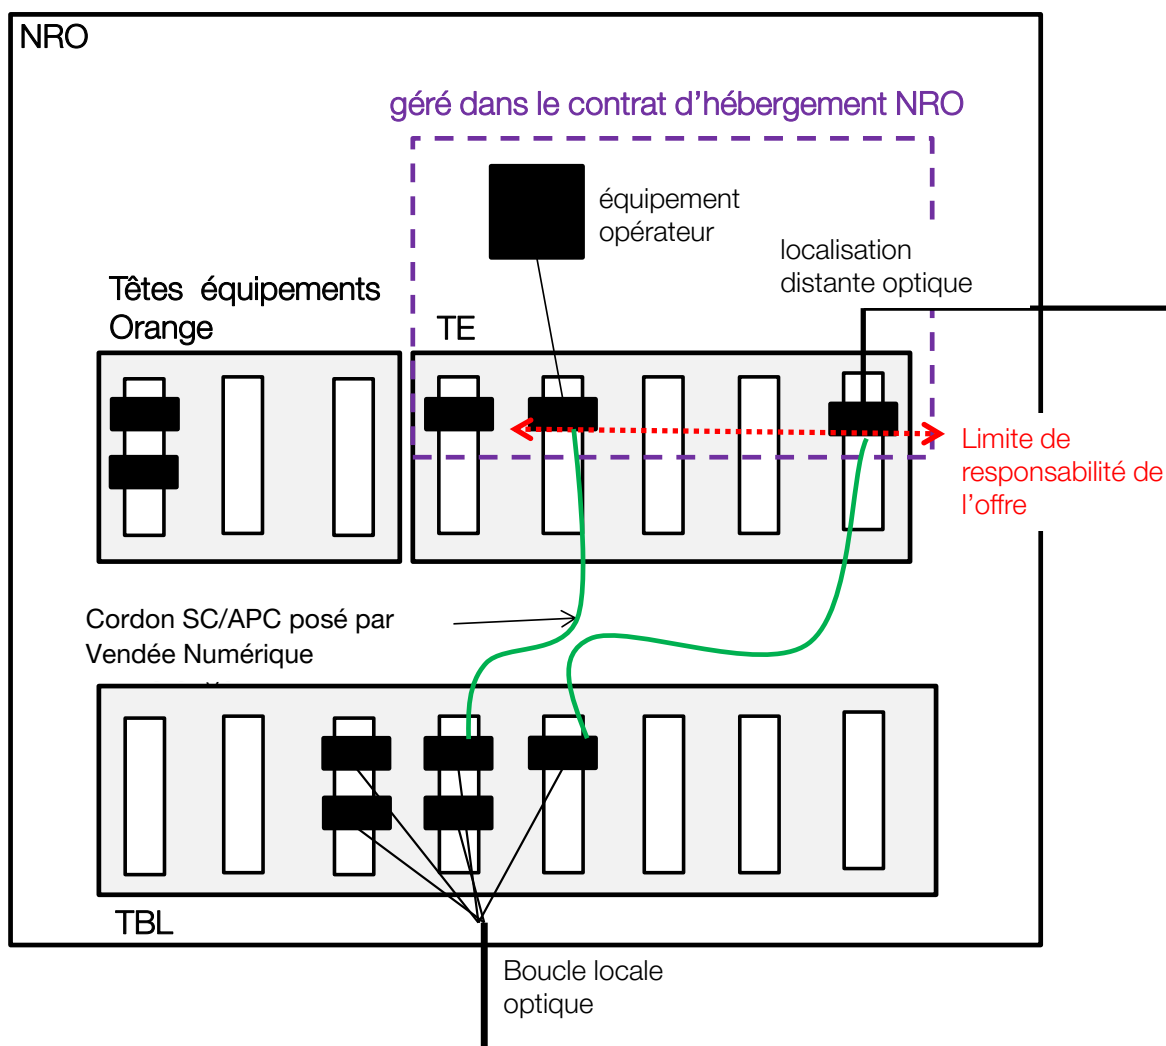 NRO
géré dans le contrat d’hébergement NRO
équipement
opérateur
localisation
distante optique
Têtes équipements
Orange
TE
Limite de
responsabilité de
l’offre
Cordon SC/APC posé par
Vendée Numérique
TBL
Boucle locale
optique